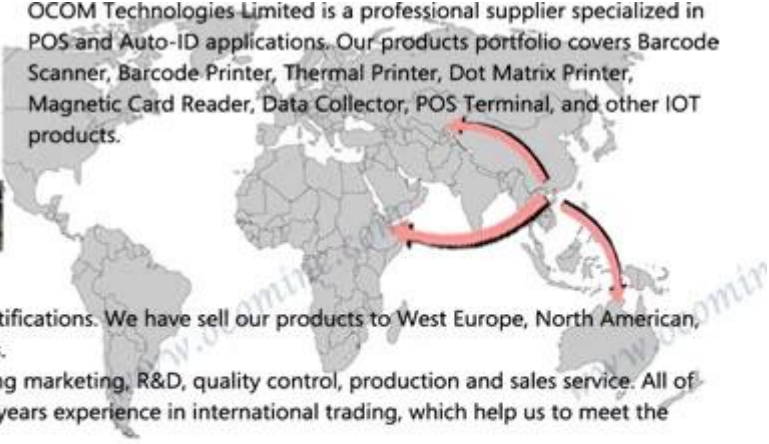 OCOM Technologies Limited is a professional supplier specialized in
POS and Auto-ID applications. Our products portfolio covers Barcode
Scanner, Barcode Printer, Thermal Printer, Dot Matrix Printer,
Magnetic Card Reader, Data Collector, POS Terminal, and other IOT
products.
tifications. We have sell our products to West Europe, North American,
s.
ng marketing, R&D, quality control, production and sales service. All of
years experience in international trading, which help us to meet the